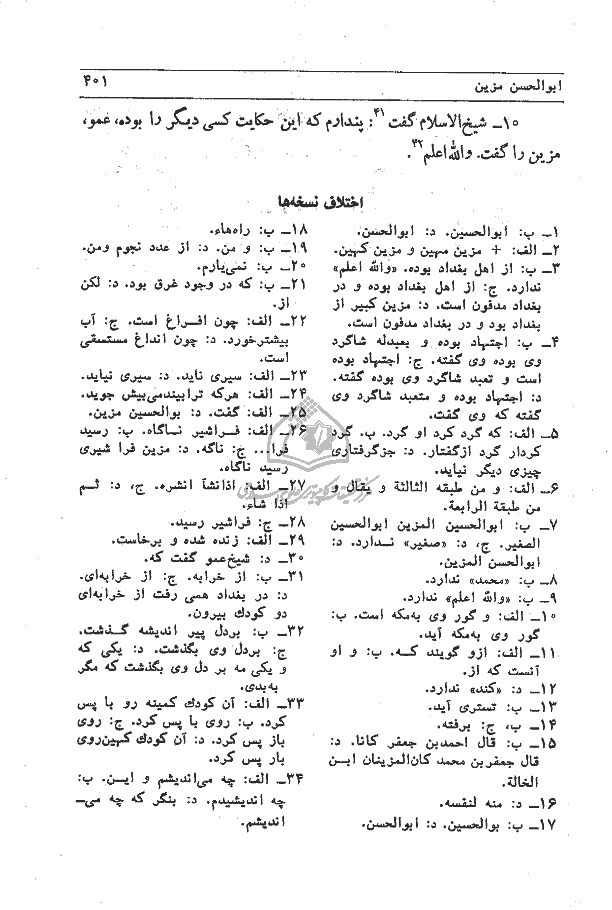 ابوالحسن مزین
۴۰۱
۱۰ـ شیخ‌الاسلام گفت۴۱: پندارم که این حکایت کسی دیگر را بوده، عمو،
مزین را گفت. والله‌اعلم۴۲.
اختلاف نسخه‌ها
۱ـ ب: ابوالحسین. د: ابوالحسن.
۲ـ الف: + مزین مهین و مزین کهین.
۳ـ ب: از اهل بغداد بوده. «والله اعلم»
ندارد. ج: از اهل بغداد بوده و در
بغداد مدفون است. د: مزین کبیر از
بغداد بود و در بغداد مدفون است.
۴ـ ب: اجتهاد بوده و بعبدله شاگرد
وی بوده وی گفته. ج: اجتهاد بوده
است و تعبد شاگرد وی بوده گفته.
د: اجتهاد بوده و متعبد شاگرد وی
گفته که وی گفت.
۵ـ الف: که گرد کرد او گرد. ب. گرد
کردار گرد ازگفتار. د: جزگرفتاری
چیزی دیگر نیاید.
۶ـ الف: و من طبقه الثالثة و یقال و
من طبقة الرابعة.
۷ـ ب: ابوالحسین المزین ابوالحسین
الصغیر. ج، د: «صغیر» ندارد. د:
ابوالحسن المزین.
۸ـ ب: «محمد» ندارد.
۹ـ ب: «والله اعلم» ندارد.
۱۰ـ الف: و گور وی به‌مکه است. ب:
گور وی به‌مکه آید.
۱۱ـ الف: ازو گویند کـه. ب: و او
آنست که از.
۱۲ـ د: «کند» ندارد.
۱۳ـ ب: تستری آید.
۱۴ـ ب، ج: برفته.
۱۵ـ ب: قال احمدبن جعفر کانا. د:
قال جعفربن محمد کان‌المزینان ابـن
الخالة.
۱۶ـ د: منه لنفسه.
۱۷ـ ب: بوالحسین. د: ابوالحسن.
۱۸ـ ب: راه‌هاء.
۱۹ـ ب: و من. د: از عدد نجوم ومن.
۲۰ـ ب: نمی‌یارم.
۲۱ـ ب: که در وجود غرق بود. د: لکن
از.
۲۲ـ الف: چون افـراغ است. ج: آب
بیشترخورد. د: چون انداغ مستسقی
است.
۲۳ـ الف: سیری ناید. د: سیری نیاید.
۲۴ـ الف: هرکه ترابیندمی‌بیش جوید.
۲۵ـ الف: گفت. د: بوالحسین مزین.
۲۶ـ الف: فـراشیر ناگاه. ب: رسید
فرا... ج: ناگه. د: مزین فرا شیری
رسید ناگاه.
۲۷ـ الف: اذانشآ انشره. ج، د: ثـم
اذا شاء.
۲۸ـ ج: فراشیر رسید.
۲۹ـ الف: زنده شده و برخاست.
۳۰ـ د: شیخ‌عمو گفت که.
۳۱ـ ب: از خرابه. ج: از خرابه‌ای.
د: در بغداد همی رفت از خرابه‌ای
دو کودك بیرون.
۳۲ـ ب: بردل پیر اندیشه گـذشت.
ج: بردل وی بگذشت. د: یکی که
و یکی مه بر دل وی بگذشت که مگر
به‌بدی.
۳۳ـ الف: آن کودك کمینه رو با پس
کرد. ب: روی با پس کرد. ج: روی
باز پس کرد. د: آن کودك کهین‌روی
باز پس کرد.
۳۴ـ الف: چه می‌اندیشم و ایـن. ب:
چه اندیشیدم. د: بنگر که چه مـی‌ـ
اندیشم.